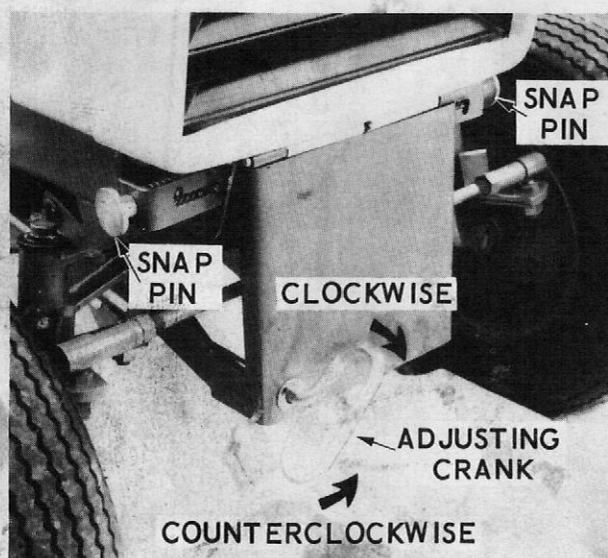 SNAP
PIN
SNAP
PIN
CLOCKWISE
ADJUSTING
CRANK
COUNTERCLOCKWISE